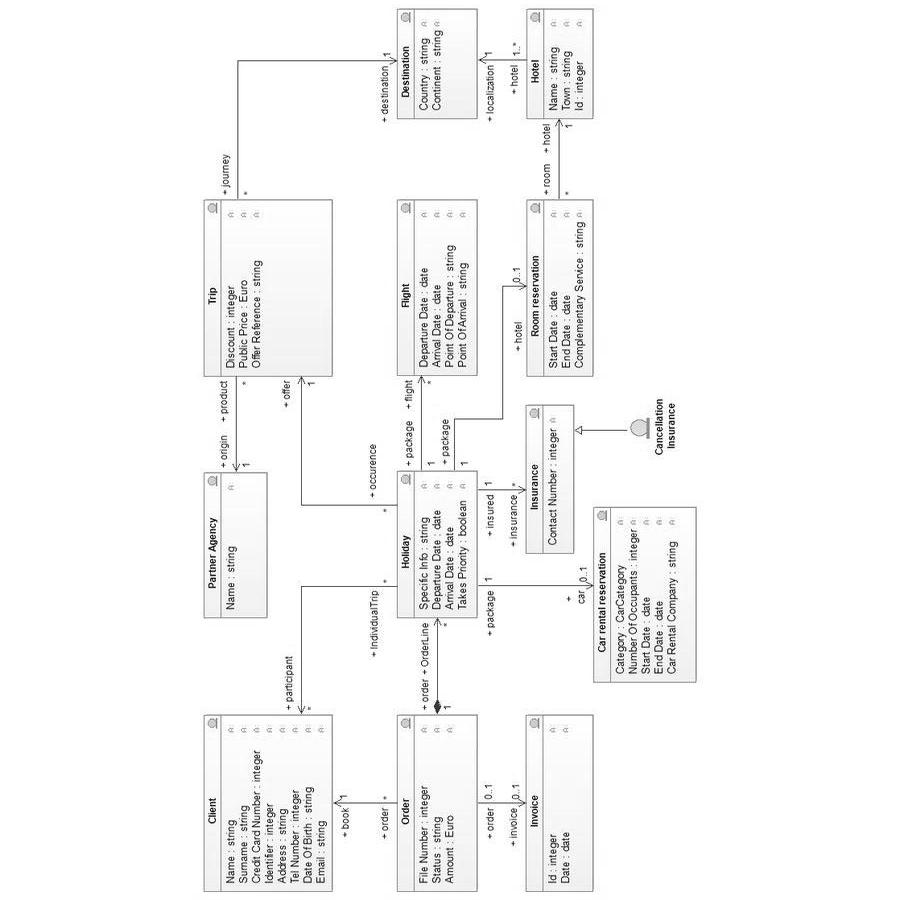 Client
Name : string
Surname : string
Credit Card Number : integer
Identifier : integer
Address : string
Tel Number : integer
Date Of Birth : string
Email : string
Partner Agency
Name : string
+ origin
1
+ product
*
Trip
Discount : integer
Public Price : Euro
Offer Reference : string
+ journey
*
+ destination
1
+ participant
*
+ IndividualTrip
*
+ occurence
*
+ offer
1
+ book
1
+ order
*
Order
File Number : integer
Status : string
Amount : Euro
+ order
1
+ OrderLine
*
Holiday
Specific Info : string
Departure Date : date
Arrival Date : date
Takes Priority : boolean
+ package
1
+ flight
*
Flight
Departure Date : date
Arrival Date : date
Point Of Departure : string
Point Of Arrival : string
Destination
Country : string
Continent : string
+ order
0..1
+ invoice
0..1
+ package
1
+
car
0..1
+ insured
1
+ insurance
*
+ package
1
+ hotel
0..1
+ localization
1
+ hotel
1..*
Invoice
Id : integer
Date : date
Insurance
Contact Number : integer
Room reservation
Start Date : date
End Date : date
Complementary Service : string
+ room
*
+ hotel
1
Hotel
Name : string
Town : string
Id : integer
Car rental reservation
Category : CarCategory
Number Of Occupants : integer
Start Date : date
End Date : date
Car Rental Company : string
Cancellation
Insurance